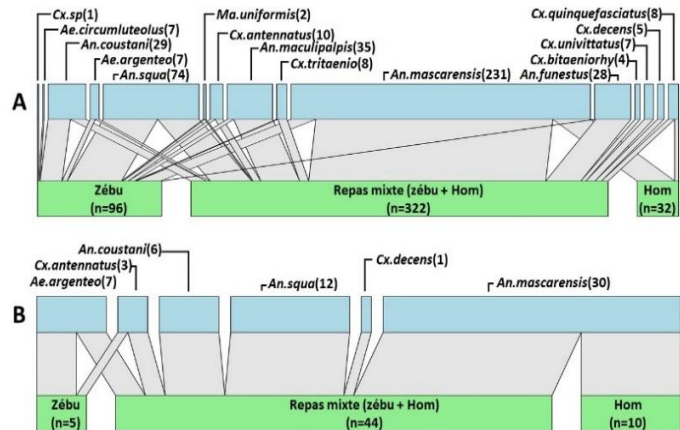 Cx.sp(1)
Ae.circumluteolus(7)
An.coustani(29)
Ae.argenteo(7)
An.squa(74)
Ma.uniformis(2)
Cx.antennatus(10)
An.maculipalpis(35)
Cx.tritaenio(8)
An.mascarensis(231)
Cx.quinquefasciatus(8)
Cx.decens(5)
Cx.univittatus(7)
Cx.bitaeniorhy(4)
An.funestus(28)
A
Zébu
(n=96)
Repas mixte (zébu + Hom)
(n=322)
Hom
(n=32)
An.coustani(6)
Cx.antennatus(3)
Ae.argenteo(7)
An.squa(12)
Cx.decens(1)
An.mascarensis(30)
B
Zébu
(n=5)
Repas mixte (zébu + Hom)
(n=44)
Hom
(n=10)